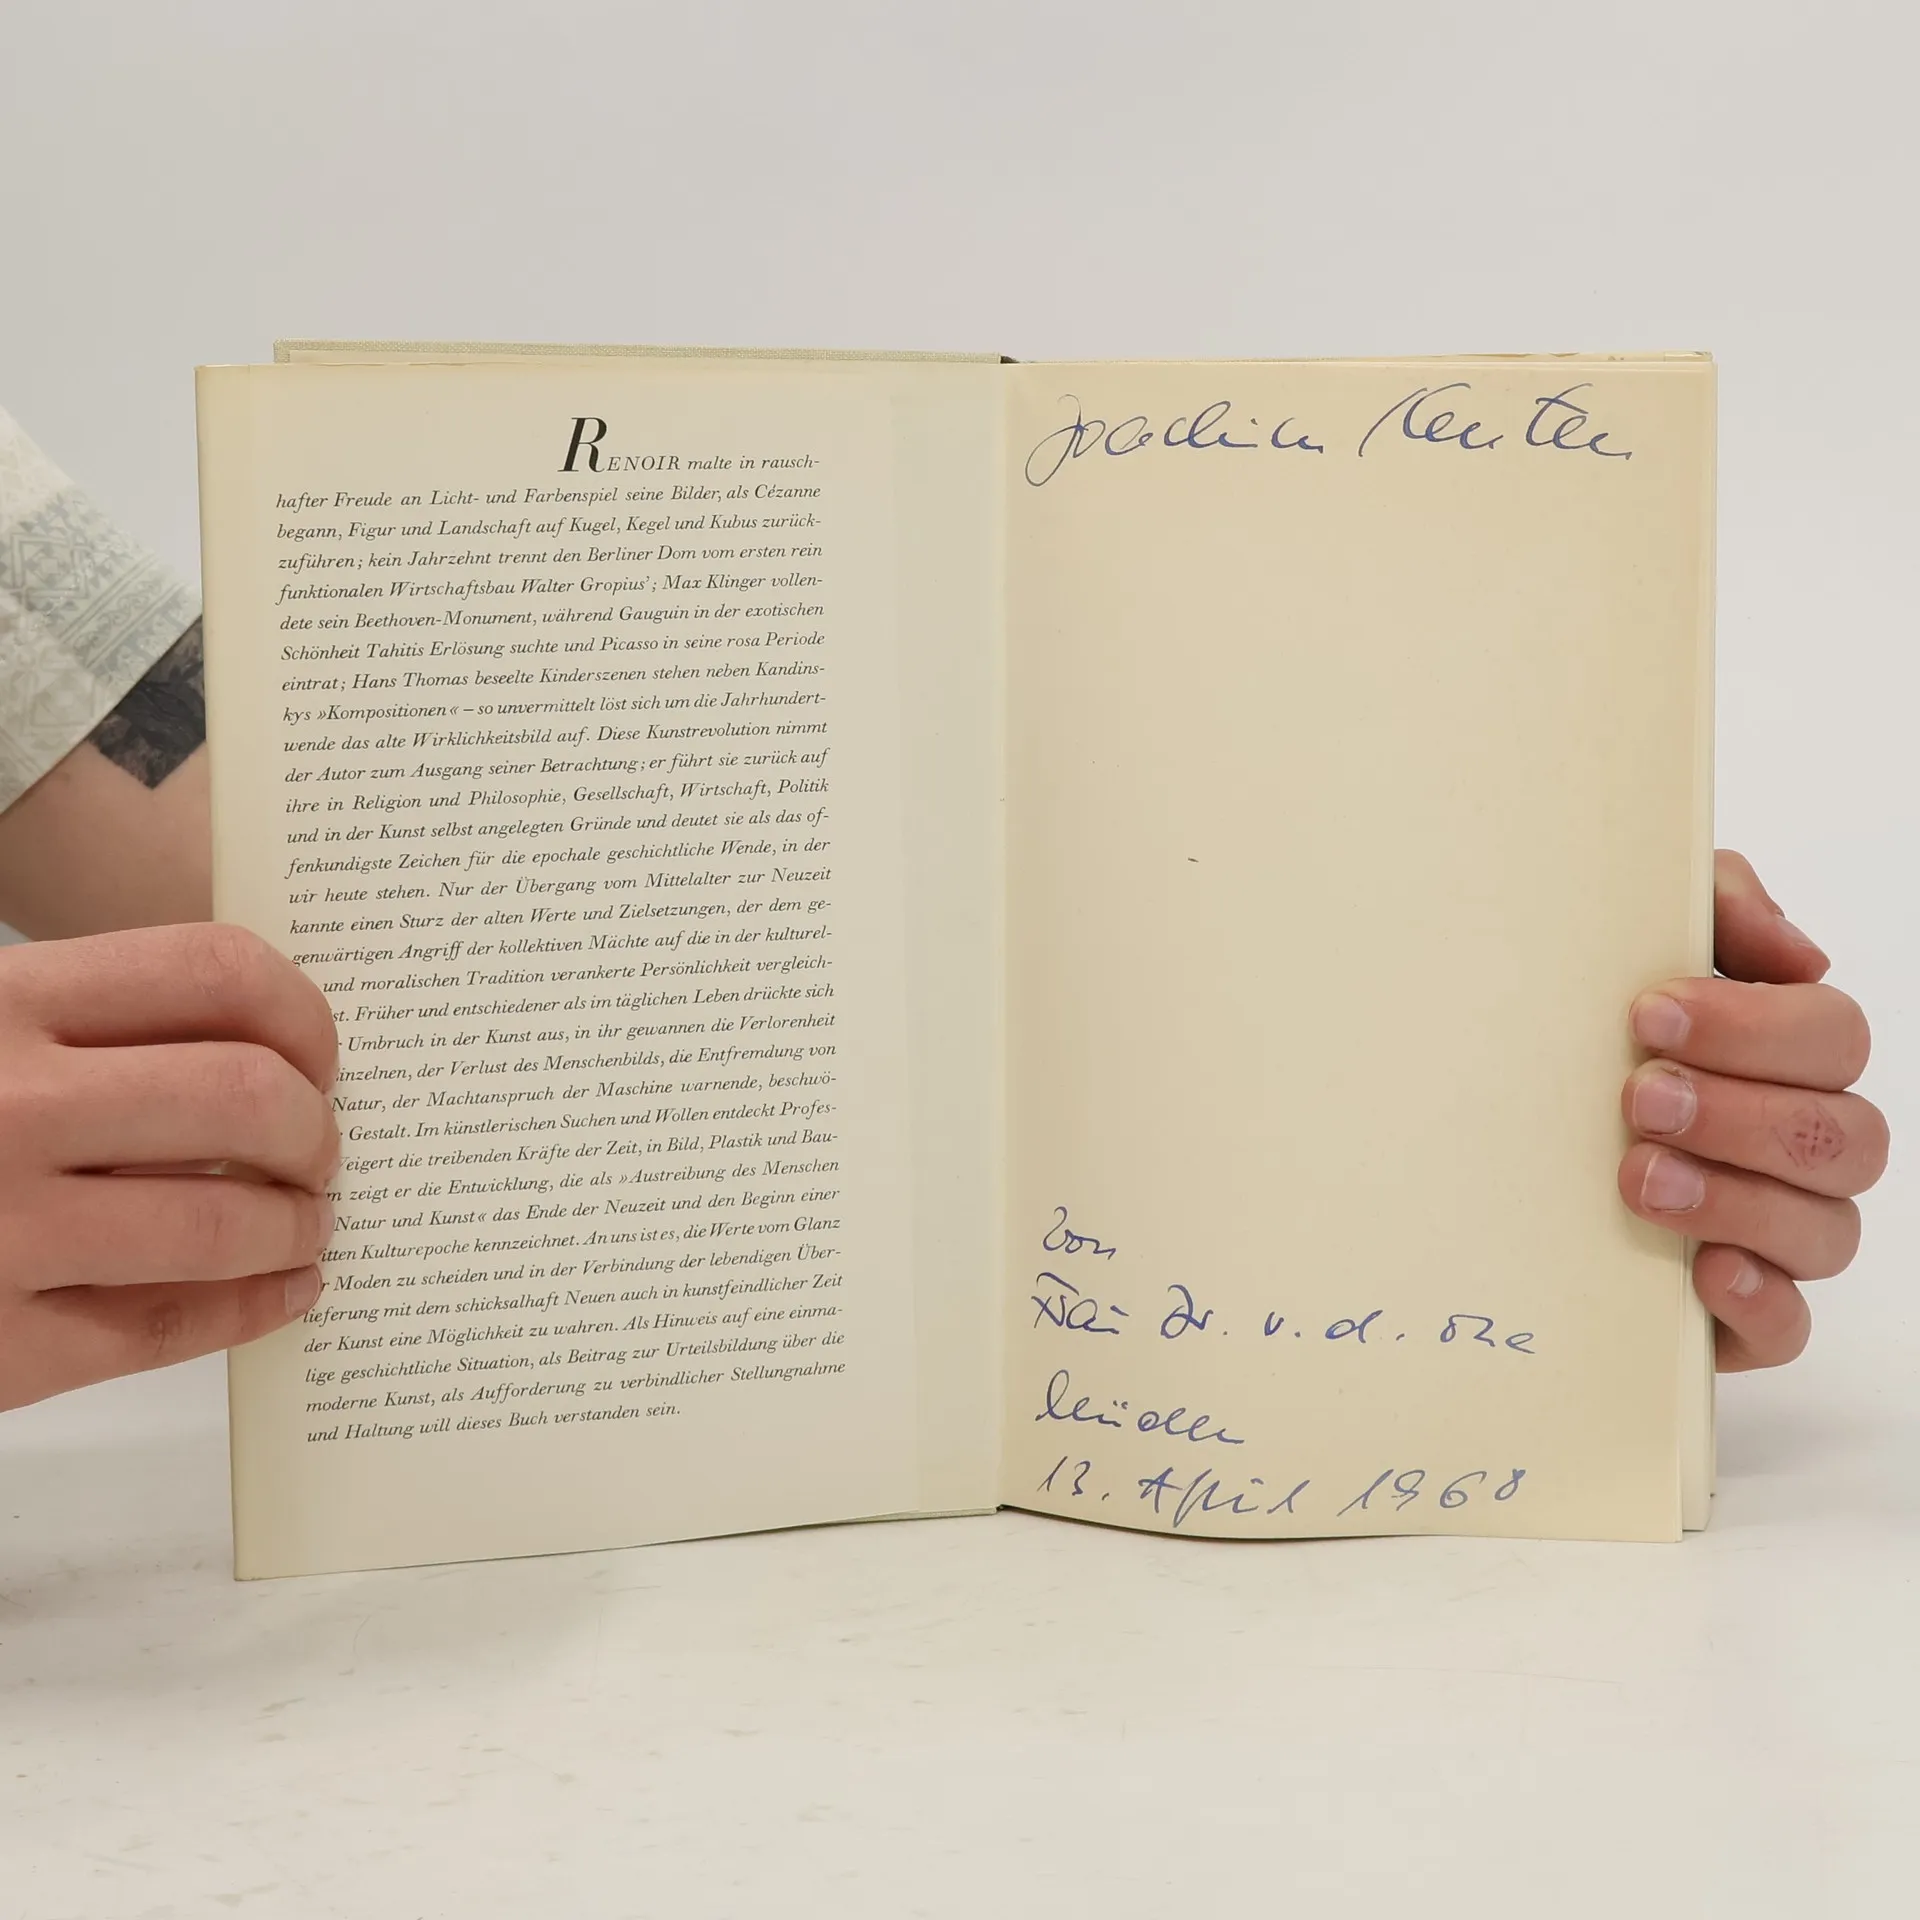 RENOIR malte in rausch-
hafter Freude an Licht- und Farbenspiel seine Bilder, als Cézanne
begann, Figur und Landschaft auf Kugel, Kegel und Kubus zurück-
zuführen; kein Jahrzehnt trennt den Berliner Dom vom ersten rein
funktionalen Wirtschaftsbau Walter Gropius’; Max Klinger vollen-
dete sein Beethoven-Monument, während Gauguin in der exotischen
Schönheit Tahitis Erlösung suchte und Picasso in seine rosa Periode
eintrat; Hans Thomas beseelte Kinderszenen stehen neben Kandins-
kys »Kompositionen« – so unvermittelt löst sich um die Jahrhundert-
wende das alte Wirklichkeitsbild auf. Diese Kunstrevolution nimmt
der Autor zum Ausgang seiner Betrachtung; er führt sie zurück auf
ihre in Religion und Philosophie, Gesellschaft, Wirtschaft, Politik
und in der Kunst selbst angelegten Gründe und deutet sie als das of-
fenkundigste Zeichen für die epochale geschichtliche Wende, in der
wir heute stehen. Nur der Übergang vom Mittelalter zur Neuzeit
kannte einen Sturz der alten Werte und Zielsetzungen, der dem ge-
genwärtigen Angriff der kollektiven Mächte auf die in der kulturel-
und moralischen Tradition verankerte Persönlichkeit vergleich-
st. Früher und entschiedener als im täglichen Leben drückte sich
Umbruch in der Kunst aus, in ihr gewannen die Verlorenheit
inzelnen, der Verlust des Menschenbilds, die Entfremdung von
Natur, der Machtanspruch der Maschine warnende, beschwö-
Gestalt. Im künstlerischen Suchen und Wollen entdeckt Profes-
eigert die treibenden Kräfte der Zeit, in Bild, Plastik und Bau-
m zeigt er die Entwicklung, die als »Austreibung des Menschen
Natur und Kunst« das Ende der Neuzeit und den Beginn einer
itten Kulturepoche kennzeichnet. An uns ist es, die Werte vom Glanz
r Moden zu scheiden und in der Verbindung der lebendigen Über-
lieferung mit dem schicksalhaft Neuen auch in kunstfeindlicher Zeit
der Kunst eine Möglichkeit zu wahren. Als Hinweis auf eine einma-
lige geschichtliche Situation, als Beitrag zur Urteilsbildung über die
moderne Kunst, als Aufforderung zu verbindlicher Stellungnahme
und Haltung will dieses Buch verstanden sein.
Joachim
von
Frau Dr. v. d. Ohe
13. April 1968